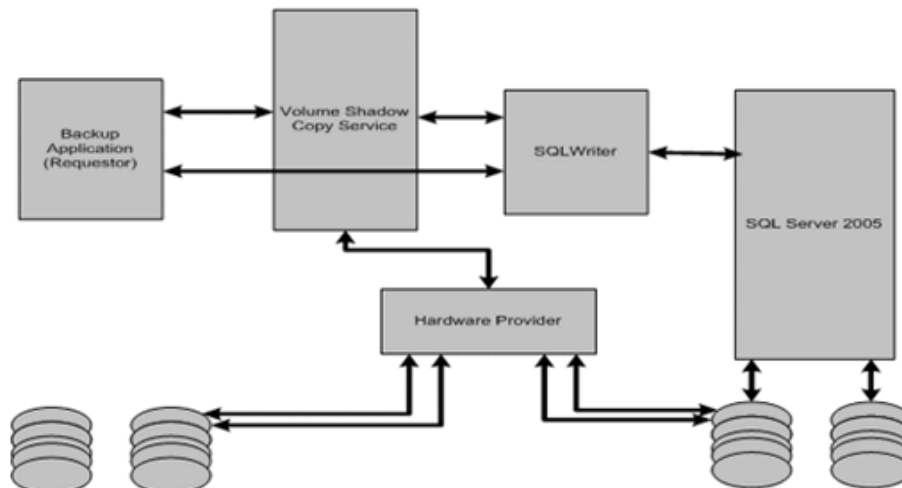 Backup
Application
(Requestor)
Volume Shadow
Copy Service
SQLWriter
SQL Server 2005
Hardware Provider